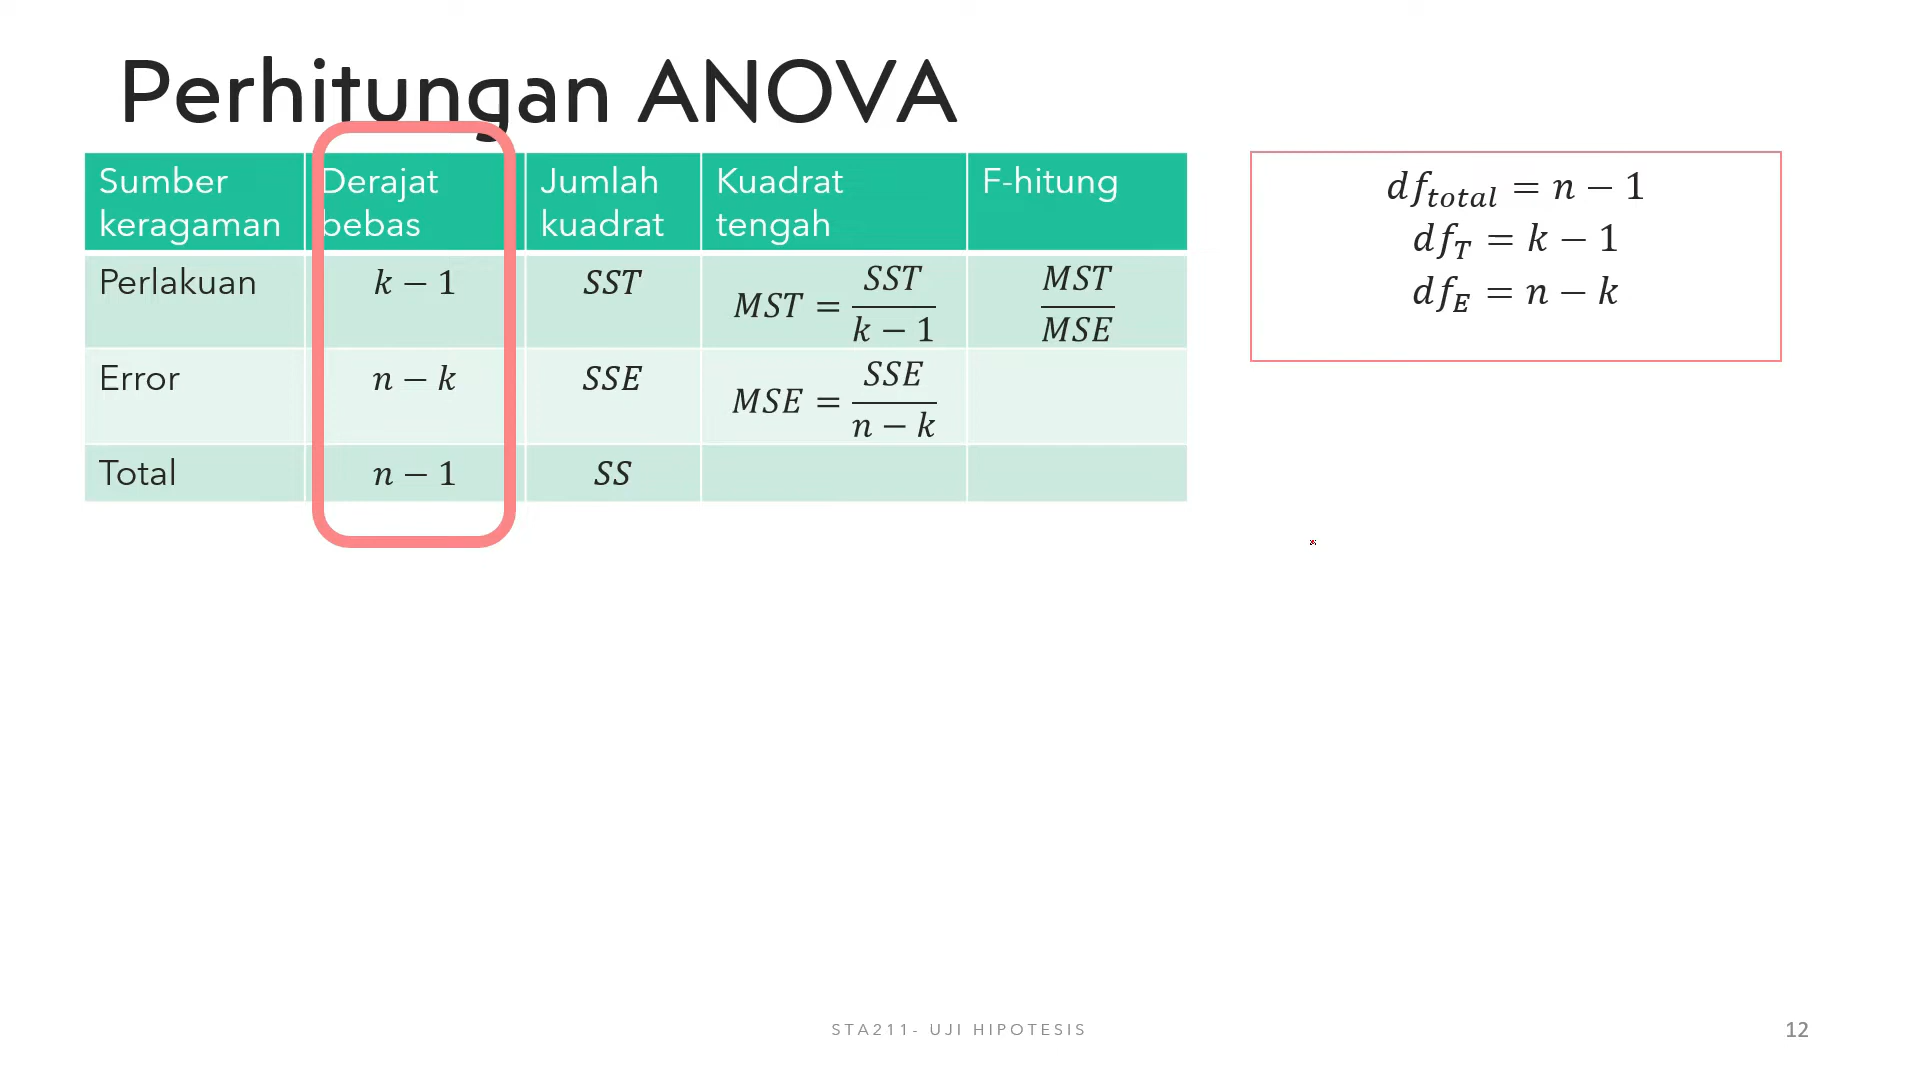 Perhitungan ANOVA
Sumber keragaman Derajat bebas Jumlah kuadrat Kuadrat tengah F-hitung
Perlakuan k − 1 SST MST = SST / k − 1 MST / MSE
Error n − k SSE MSE = SSE / n − k
Total n − 1 SS
df_total = n − 1
df_T = k − 1
df_E = n − k
STA211- UJI HIPOTESIS
12